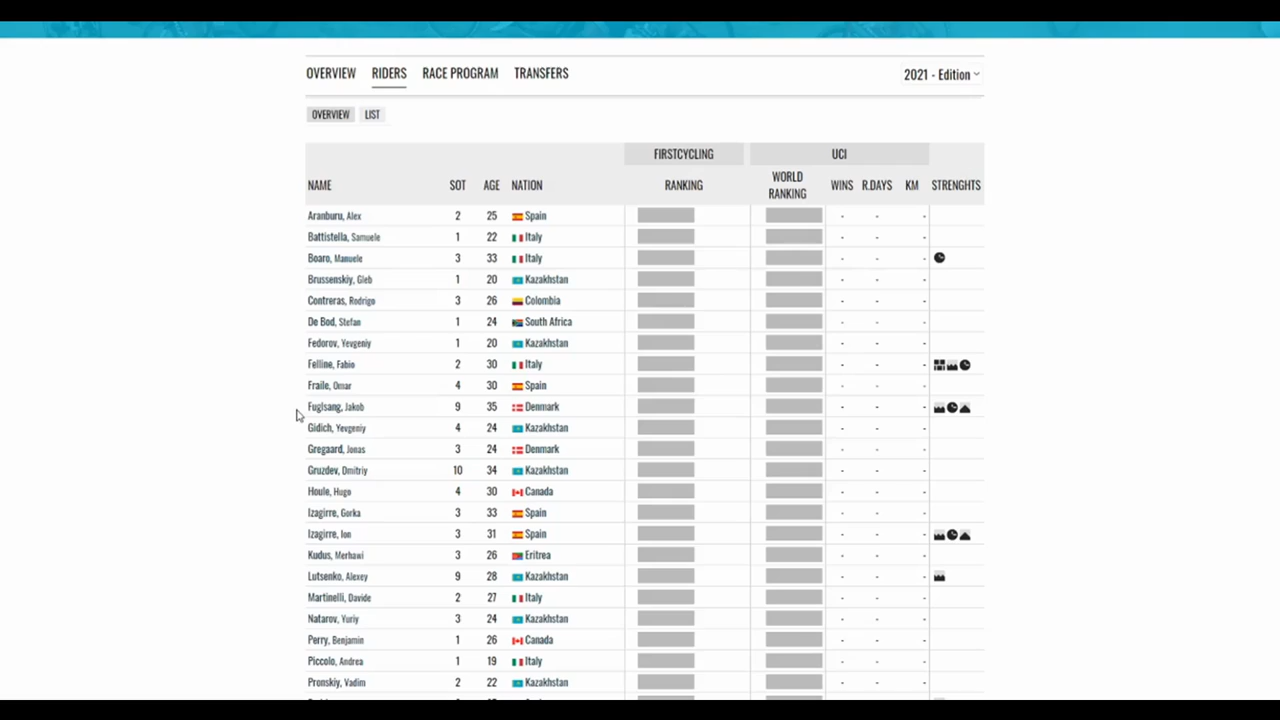 OVERVIEW RIDERS RACE PROGRAM TRANSFERS 2021 - Edition
OVERVIEW LIST
FIRSTCYCLING UCI
NAME SOT AGE NATION RANKING WORLD RANKING WINS R.DAYS KM STRENGHTS
Aranburu, Alex 2 25 Spain - - -
Battistella, Samuele 1 22 Italy - - -
Boaro, Manuele 3 33 Italy - - -
Brussenskiy, Gleb 1 20 Kazakhstan - - -
Contreras, Rodrigo 3 26 Colombia - - -
De Bod, Stefan 1 24 South Africa - - -
Fedorov, Yevgeniy 1 20 Kazakhstan - - -
Felline, Fabio 2 30 Italy - - -
Fraile, Omar 4 30 Spain - - -
Fuglsang, Jakob 9 35 Denmark - - -
Gidich, Yevgeniy 4 24 Kazakhstan - - -
Gregaard, Jonas 3 24 Denmark - - -
Gruzdev, Dmitriy 10 34 Kazakhstan - - -
Houle, Hugo 4 30 Canada - - -
Izagirre, Gorka 3 33 Spain - - -
Izagirre, Ion 3 31 Spain - - -
Kudus, Merhawi 3 26 Eritrea - - -
Lutsenko, Alexey 9 28 Kazakhstan - - -
Martinelli, Davide 2 27 Italy - - -
Natarov, Yuriy 3 24 Kazakhstan - - -
Perry, Benjamin 1 26 Canada - - -
Piccolo, Andrea 1 19 Italy - - -
Pronskiy, Vadim 2 22 Kazakhstan - - -